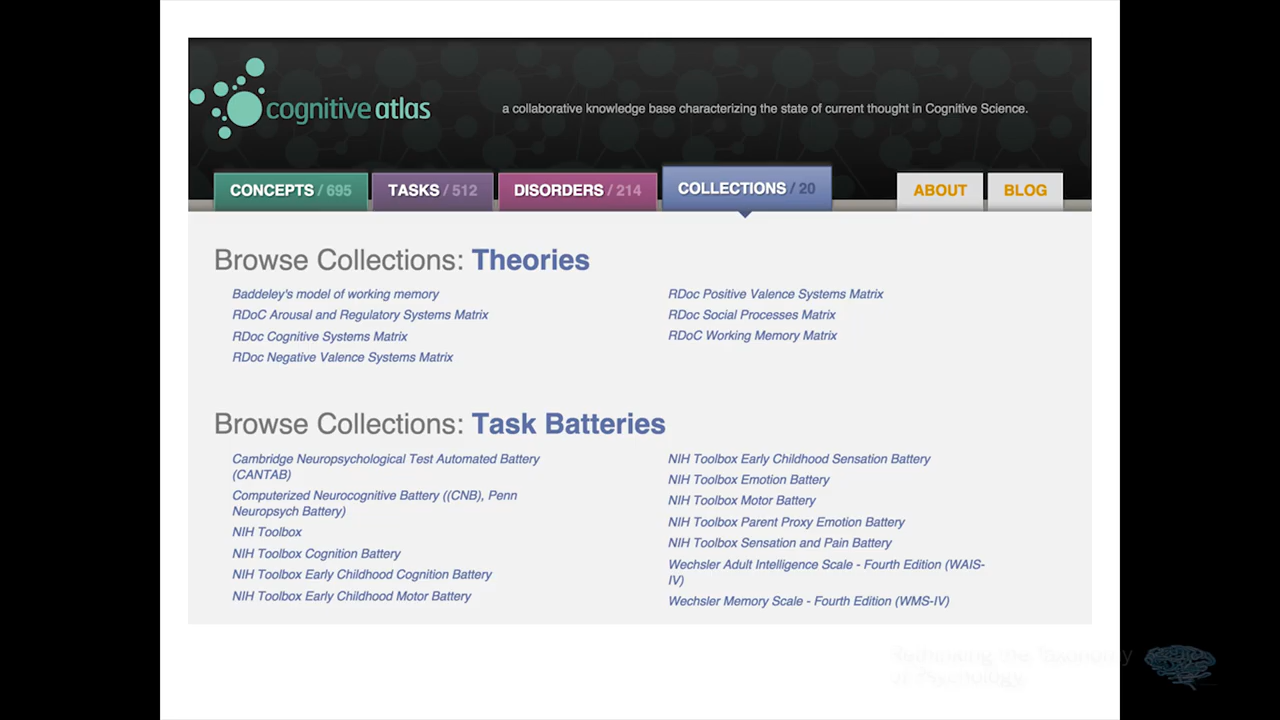 cognitive atlas
a collaborative knowledge base characterizing the state of current thought in Cognitive Science.
CONCEPTS / 695
TASKS / 512
DISORDERS / 214
COLLECTIONS / 20
ABOUT
BLOG
Browse Collections: Theories
Baddeley's model of working memory
RDoC Arousal and Regulatory Systems Matrix
RDoc Cognitive Systems Matrix
RDoc Negative Valence Systems Matrix
RDoc Positive Valence Systems Matrix
RDoc Social Processes Matrix
RDoC Working Memory Matrix
Browse Collections: Task Batteries
Cambridge Neuropsychological Test Automated Battery
(CANTAB)
Computerized Neurocognitive Battery ((CNB), Penn
Neuropsych Battery)
NIH Toolbox
NIH Toolbox Cognition Battery
NIH Toolbox Early Childhood Cognition Battery
NIH Toolbox Early Childhood Motor Battery
NIH Toolbox Early Childhood Sensation Battery
NIH Toolbox Emotion Battery
NIH Toolbox Motor Battery
NIH Toolbox Parent Proxy Emotion Battery
NIH Toolbox Sensation and Pain Battery
Wechsler Adult Intelligence Scale - Fourth Edition (WAIS-
IV)
Wechsler Memory Scale - Fourth Edition (WMS-IV)
Rethinking the Taxonomy
of Psychology